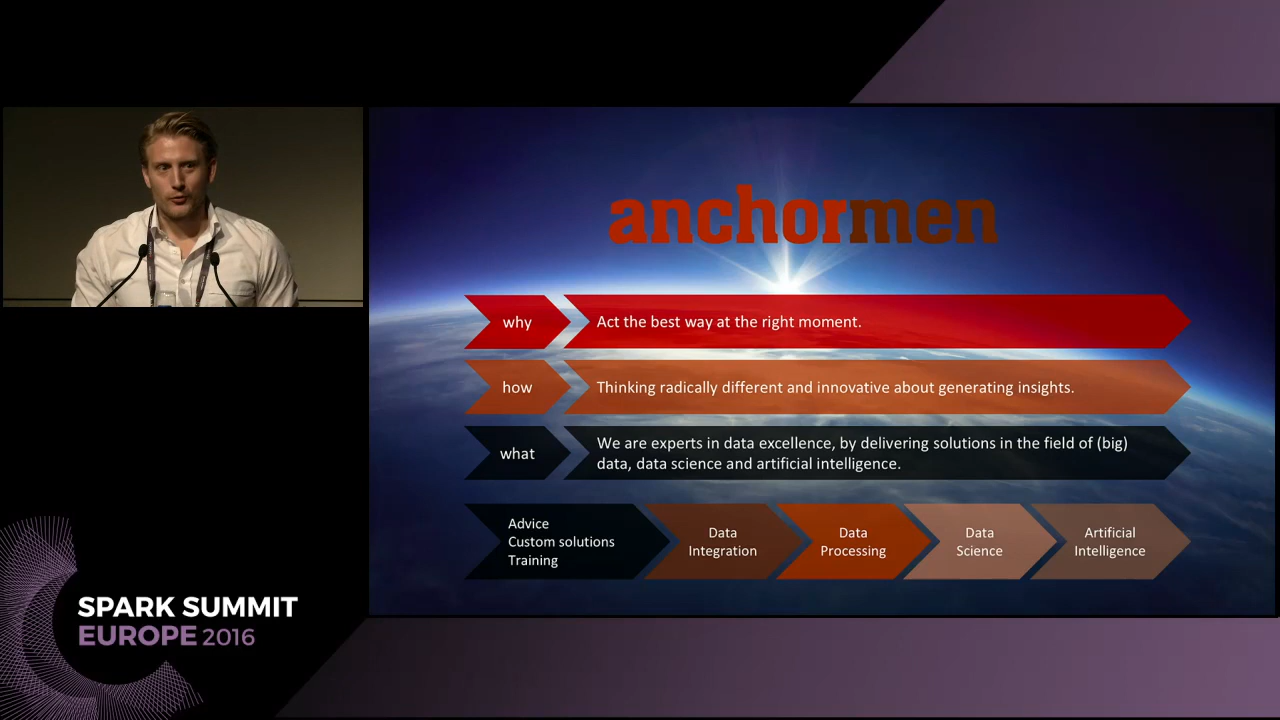 anchormen
why
Act the best way at the right moment.
how
Thinking radically different and innovative about generating insights.
what
We are experts in data excellence, by delivering solutions in the field of (big)
data, data science and artificial intelligence.
Advice
Custom solutions
Training
Data
Integration
Data
Processing
Data
Science
Artificial
Intelligence
SPARK SUMMIT
EUROPE 2016